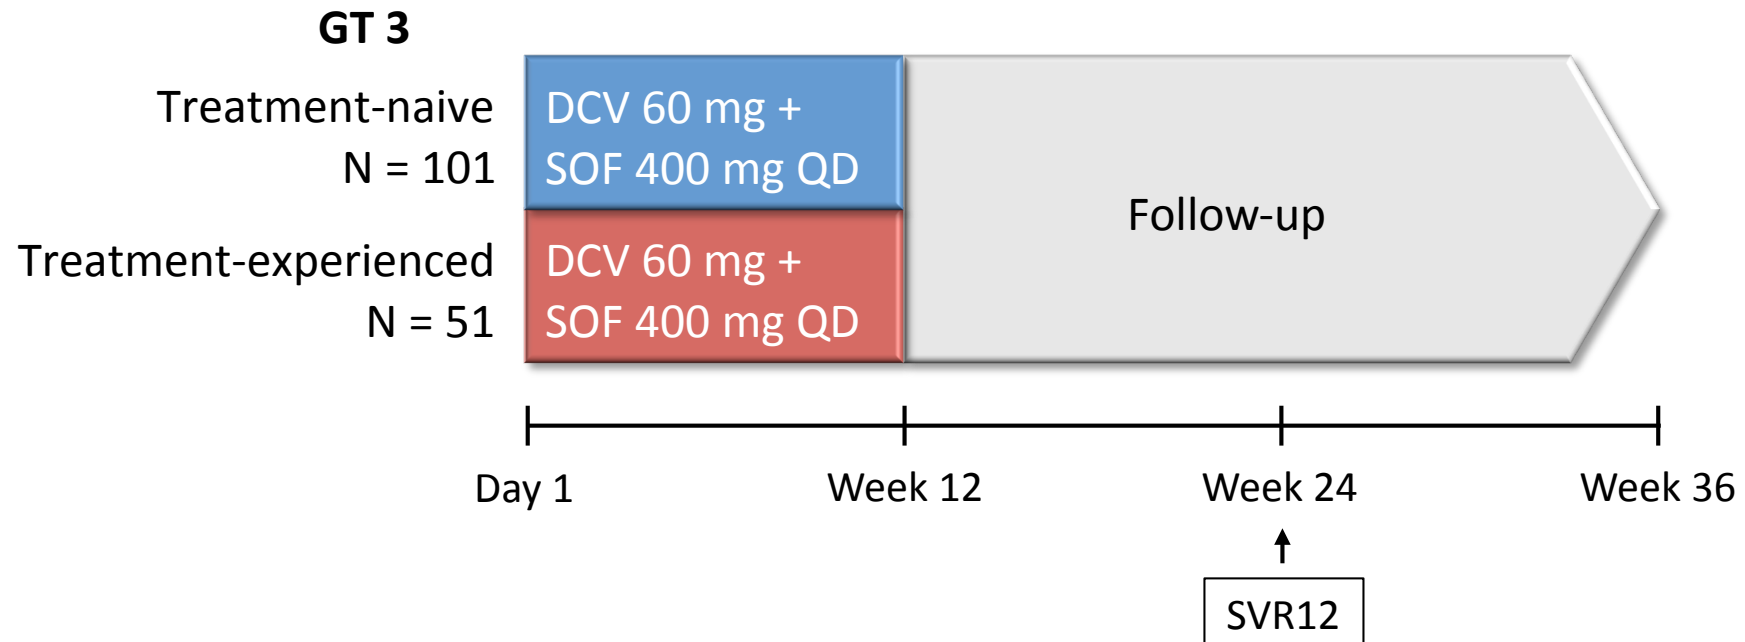 GT 3
Treatment-naive
N = 101
DCV 60 mg +
SOF 400 mg QD
Treatment-experienced
N = 51
DCV 60 mg +
SOF 400 mg QD
Follow-up
Day 1
Week 12
Week 24
Week 36
SVR12